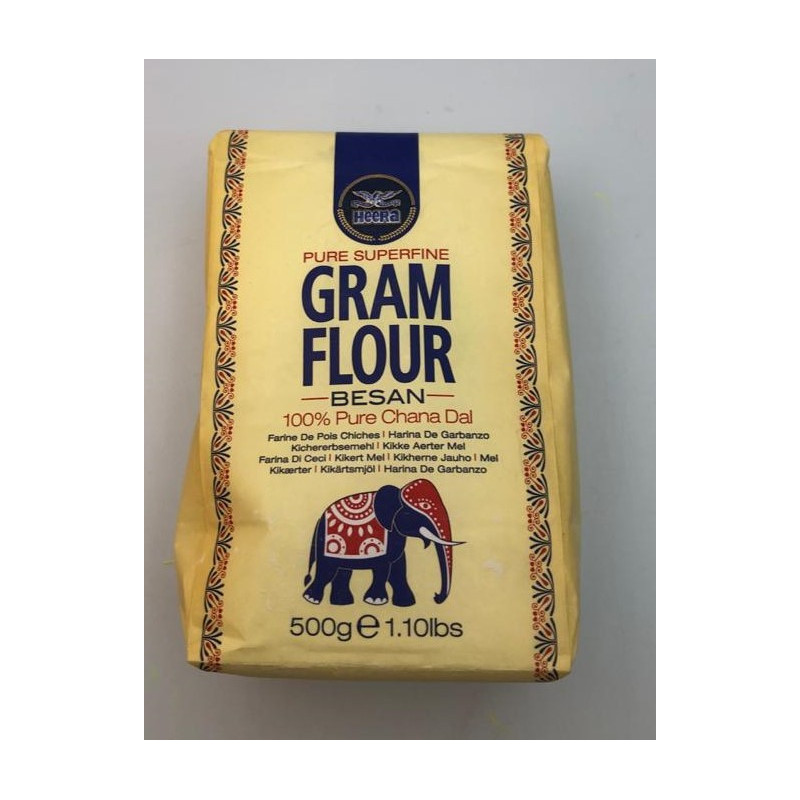 HEERA
PURE SUPERFINE
GRAM
FLOUR
BESAN
100% Pure Chana Dal
Farine De Pois Chiches | Harina De Garbanzo
Kichererbsemehl | Kikke Aerter Mel
Farina Di Ceci | Kikert Mel | Kikherne Jauho | Mel
Kikærter | Kikärtsmjöl | Harina De Garbanzo
500g e 1.10lbs